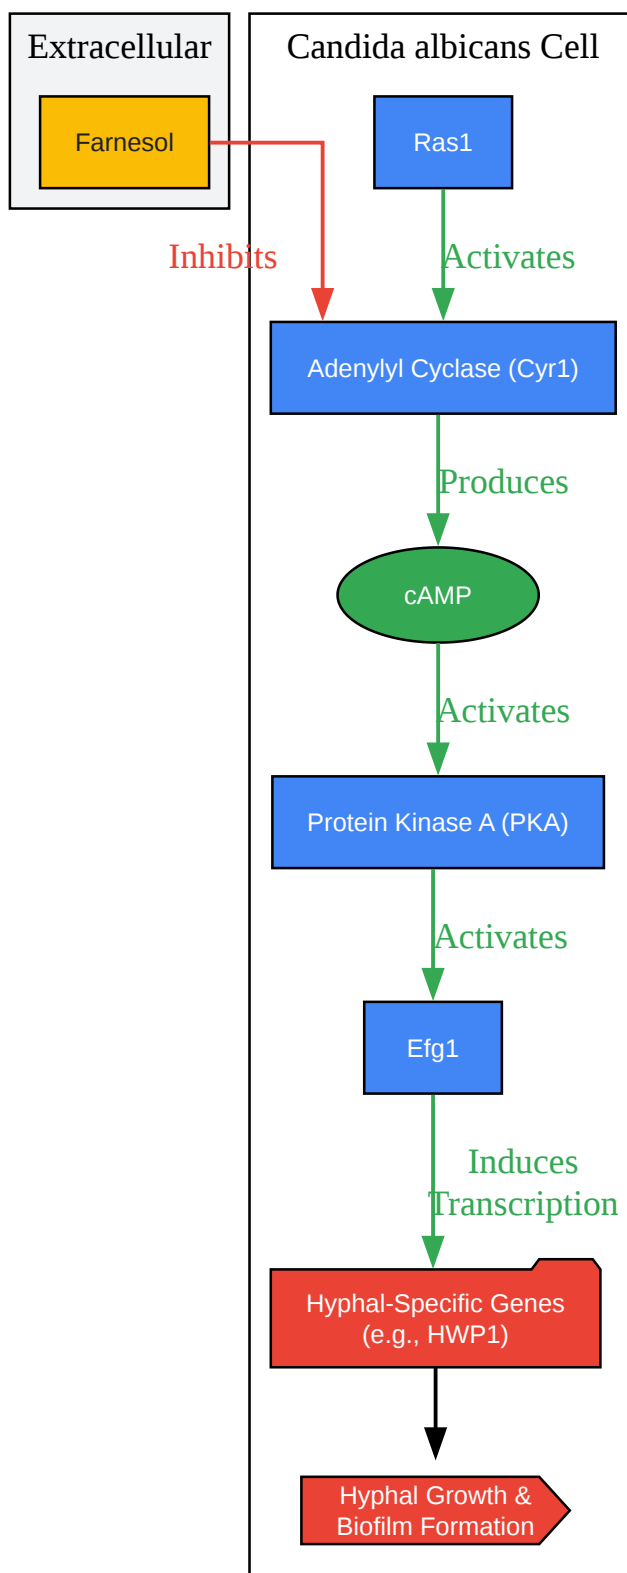 Extracellular
Candida albicans Cell
Farnesol
Ras1
Inhibits
Activates
Adenylyl Cyclase (Cyr1)
Produces
cAMP
Activates
Protein Kinase A (PKA)
Activates
Efg1
Induces
Transcription
Hyphal-Specific Genes
(e.g., HWP1)
Hyphal Growth &
Biofilm Formation